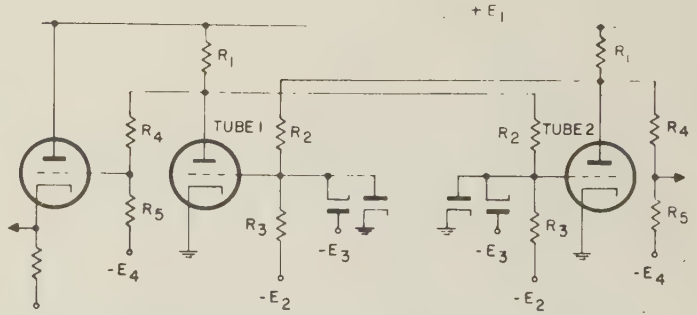 +E₁
R₁
R₁
R₄
TUBE 1
R₂
R₂
TUBE 2
R₄
R₅
R₃
R₃
R₅
-E₃
-E₃
-E₄
-E₂
-E₂
-E₄